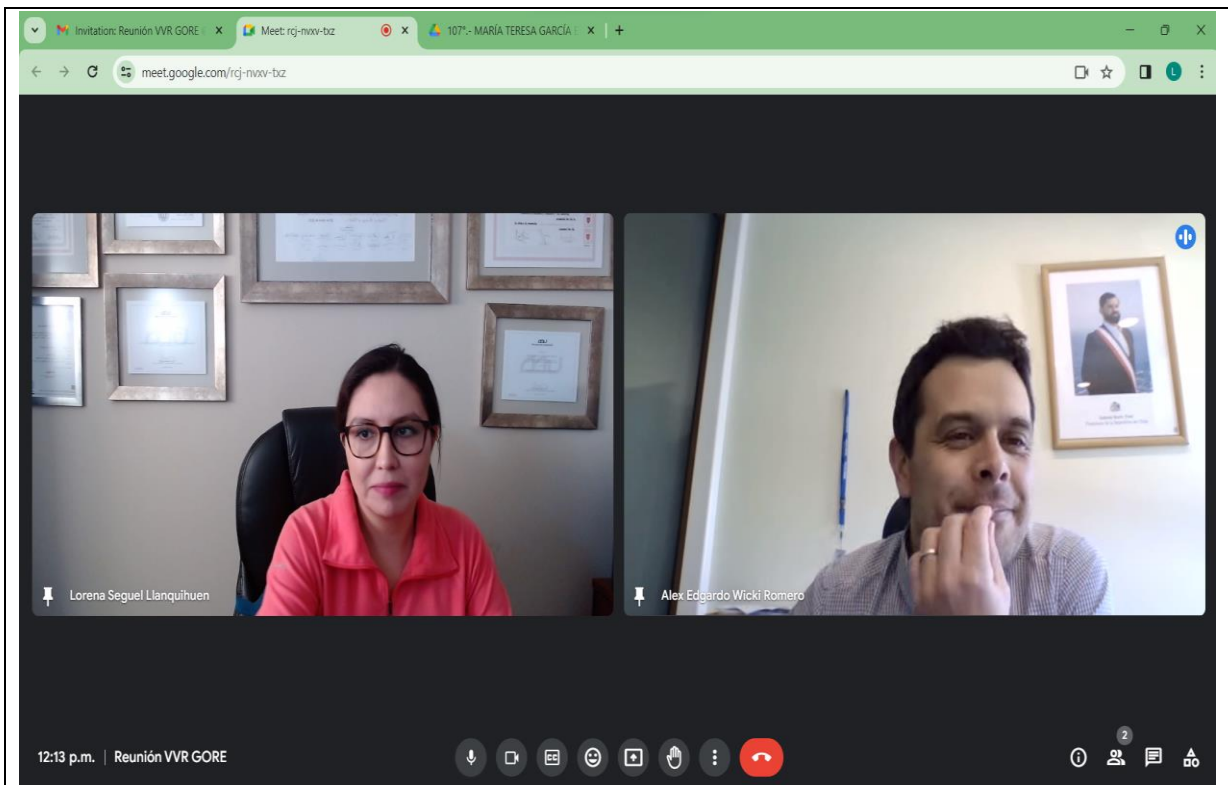 Invitation: Reunión VVR GORE
Meet: rcj-nvxv-txz
107°.- MARÍA TERESA GARCÍA
meet.google.com/rcj-nvxv-txz
L
Lorena Seguel Llanquihuen
Alex Edgardo Wicki Romero
12:13 p.m. | Reunión VVR GORE
CC
2